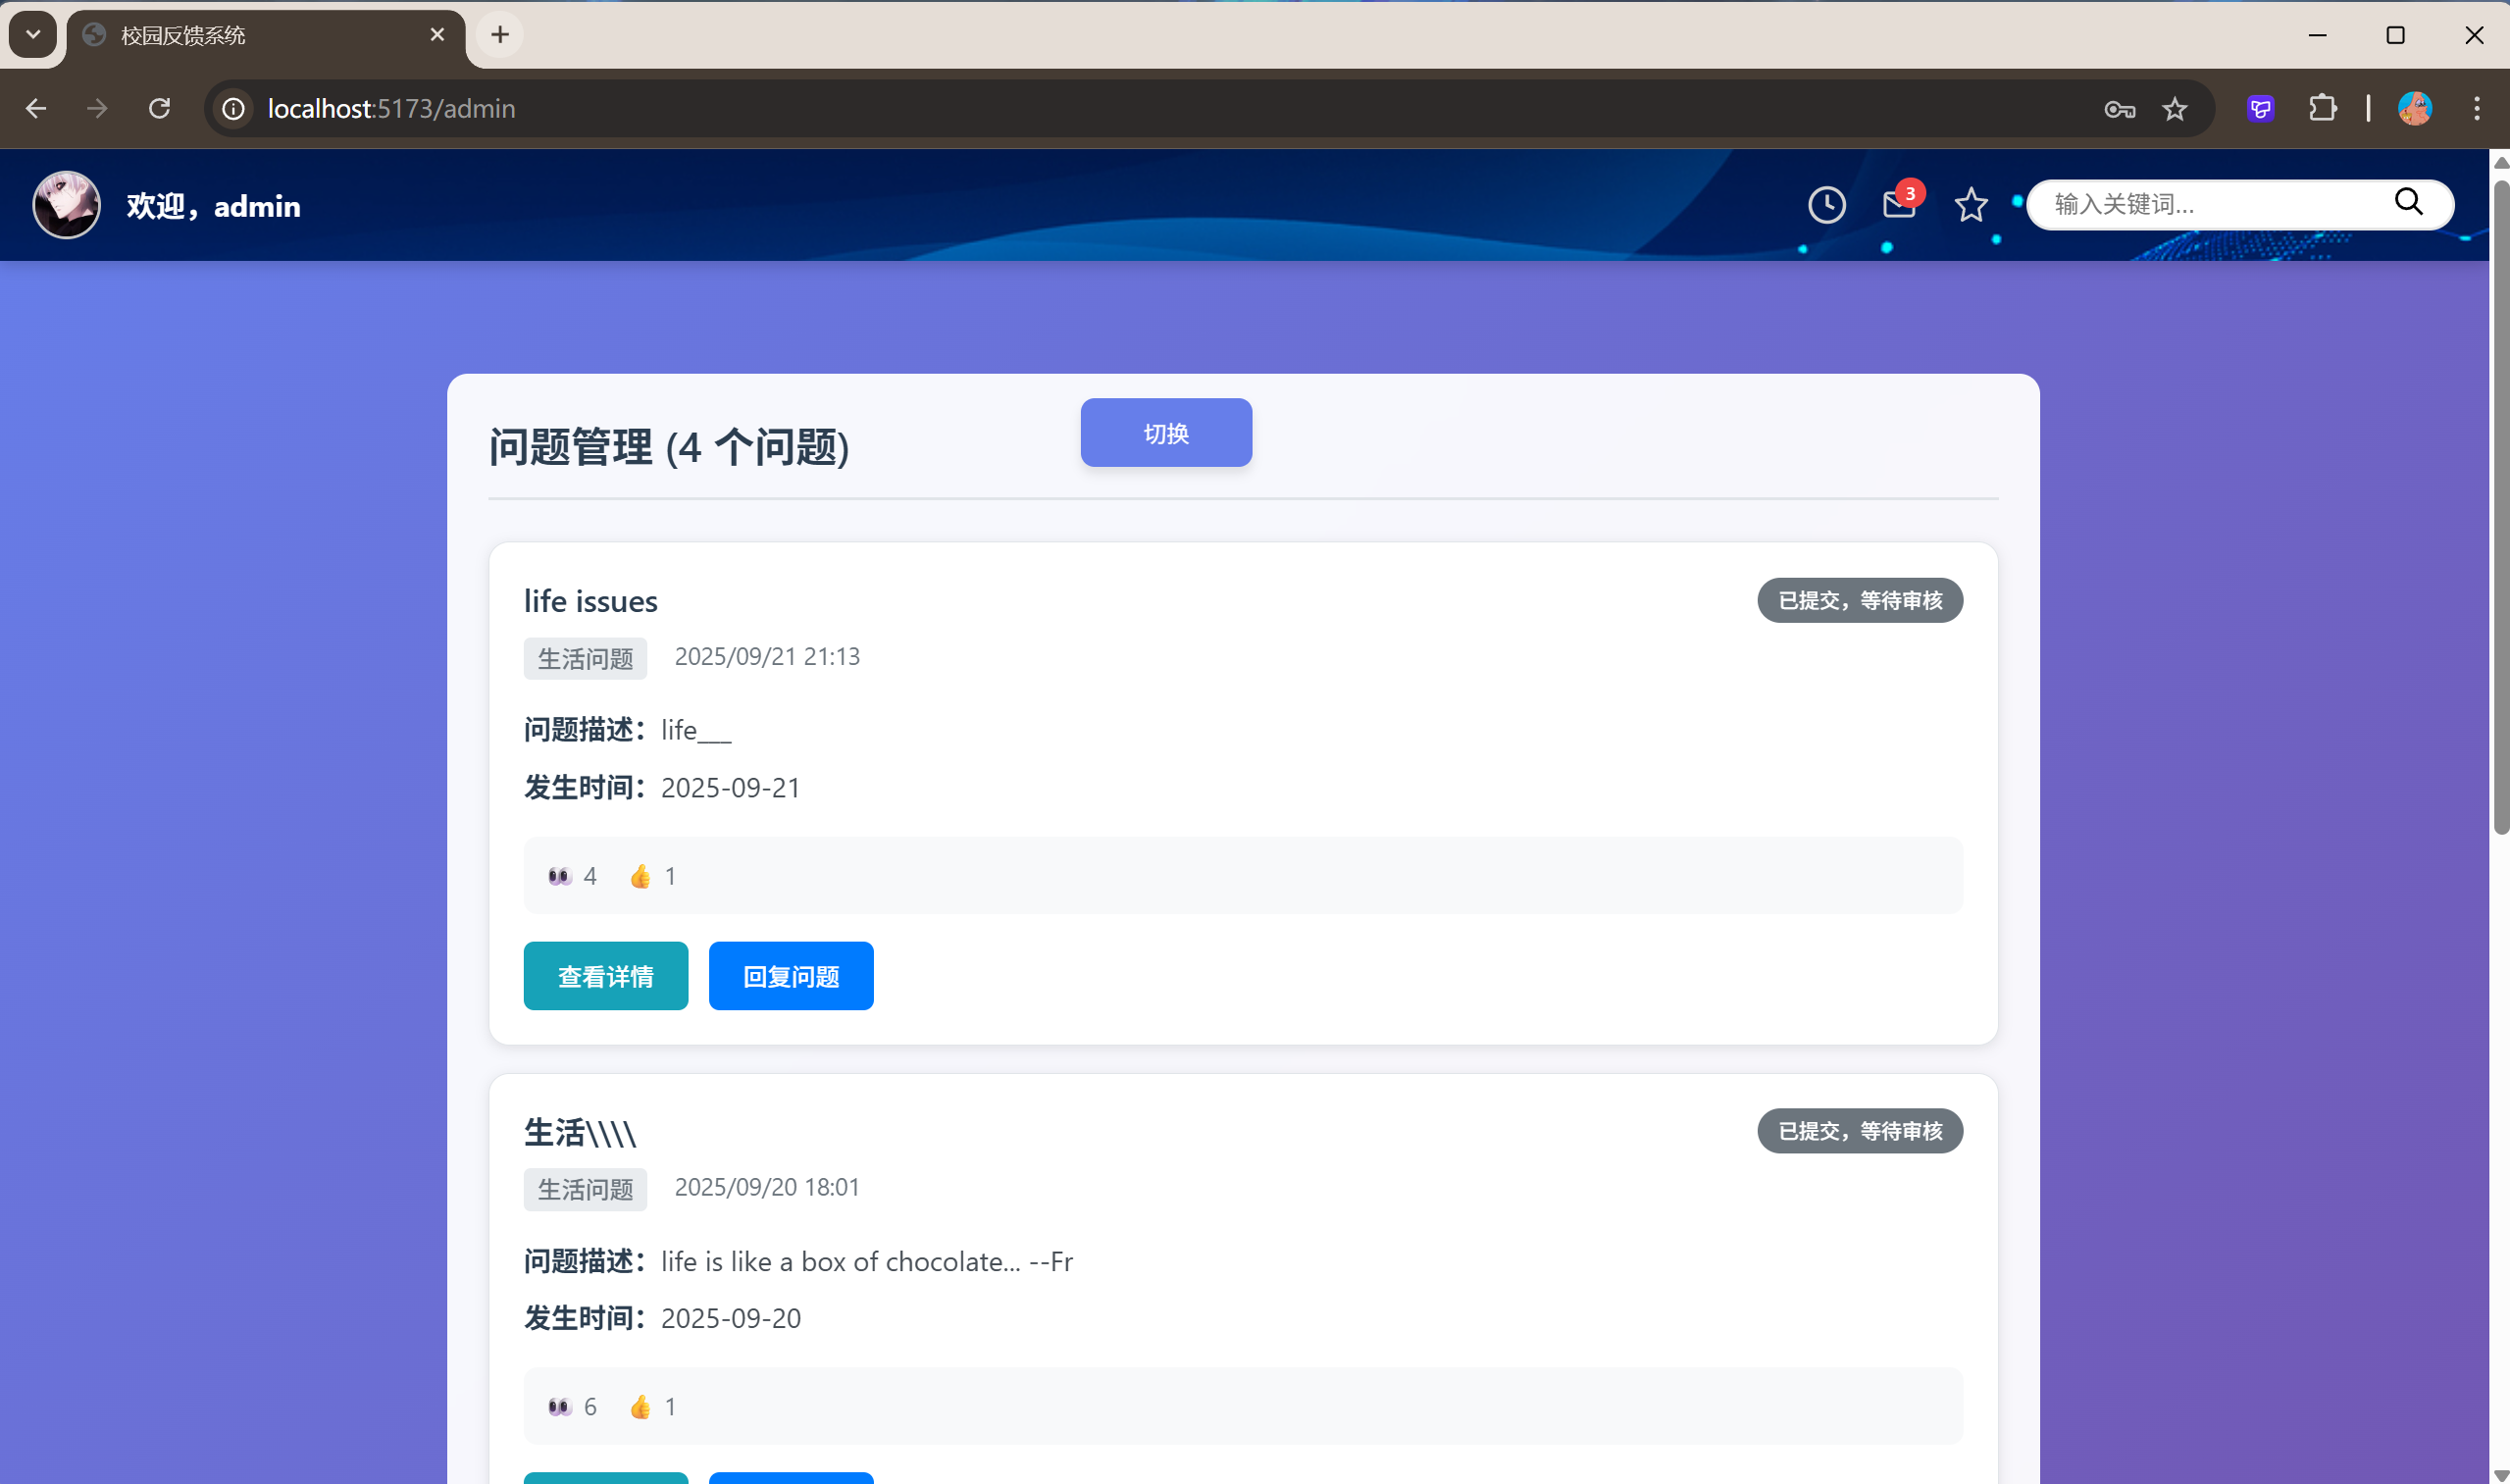 校园反馈系统
localhost:5173/admin
欢迎，admin
3
输入关键词...
问题管理 (4 个问题)
切换
life issues
已提交，等待审核
生活问题 2025/09/21 21:13
问题描述：life___
发生时间：2025-09-21
4 1
查看详情 回复问题
生活\\\\
已提交，等待审核
生活问题 2025/09/20 18:01
问题描述：life is like a box of chocolate... --Fr
发生时间：2025-09-20
6 1